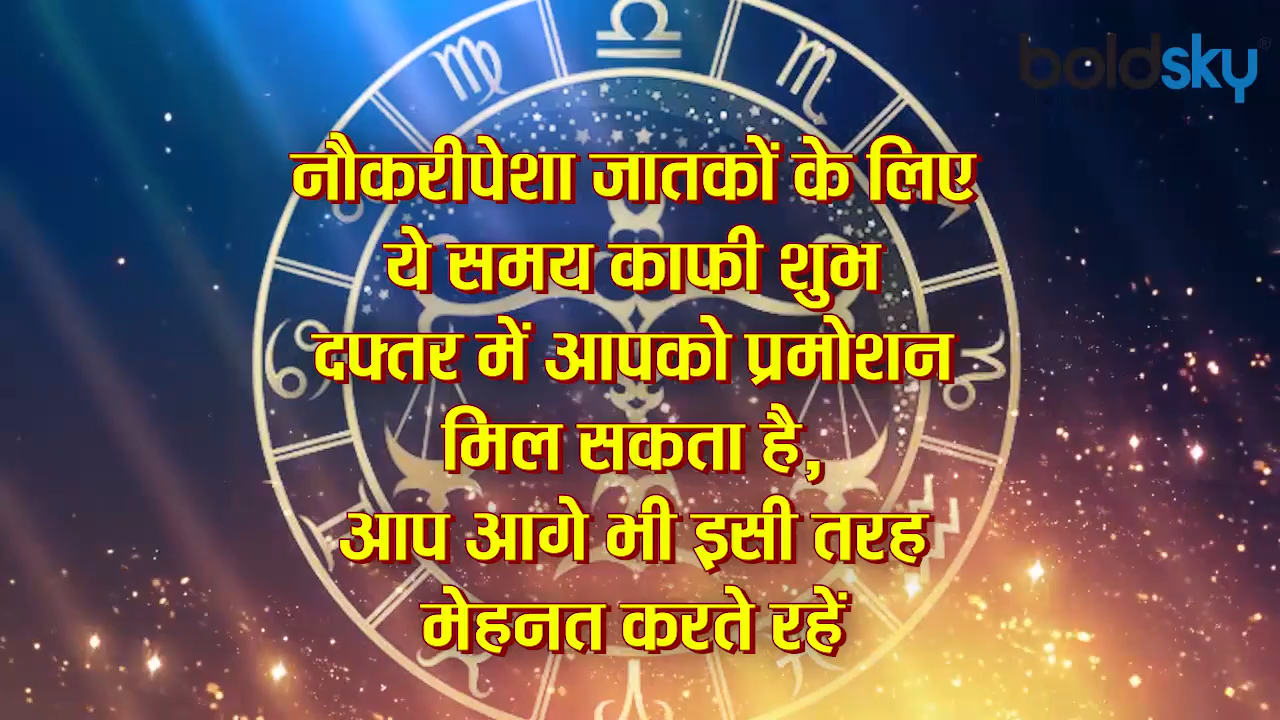 boldsky
नौकरीपेशा जातकों के लिए
ये समय काफी शुभ
दफ्तर में आपको प्रमोशन
मिल सकता है,
आप आगे भी इसी तरह
मेहनत करते रहें